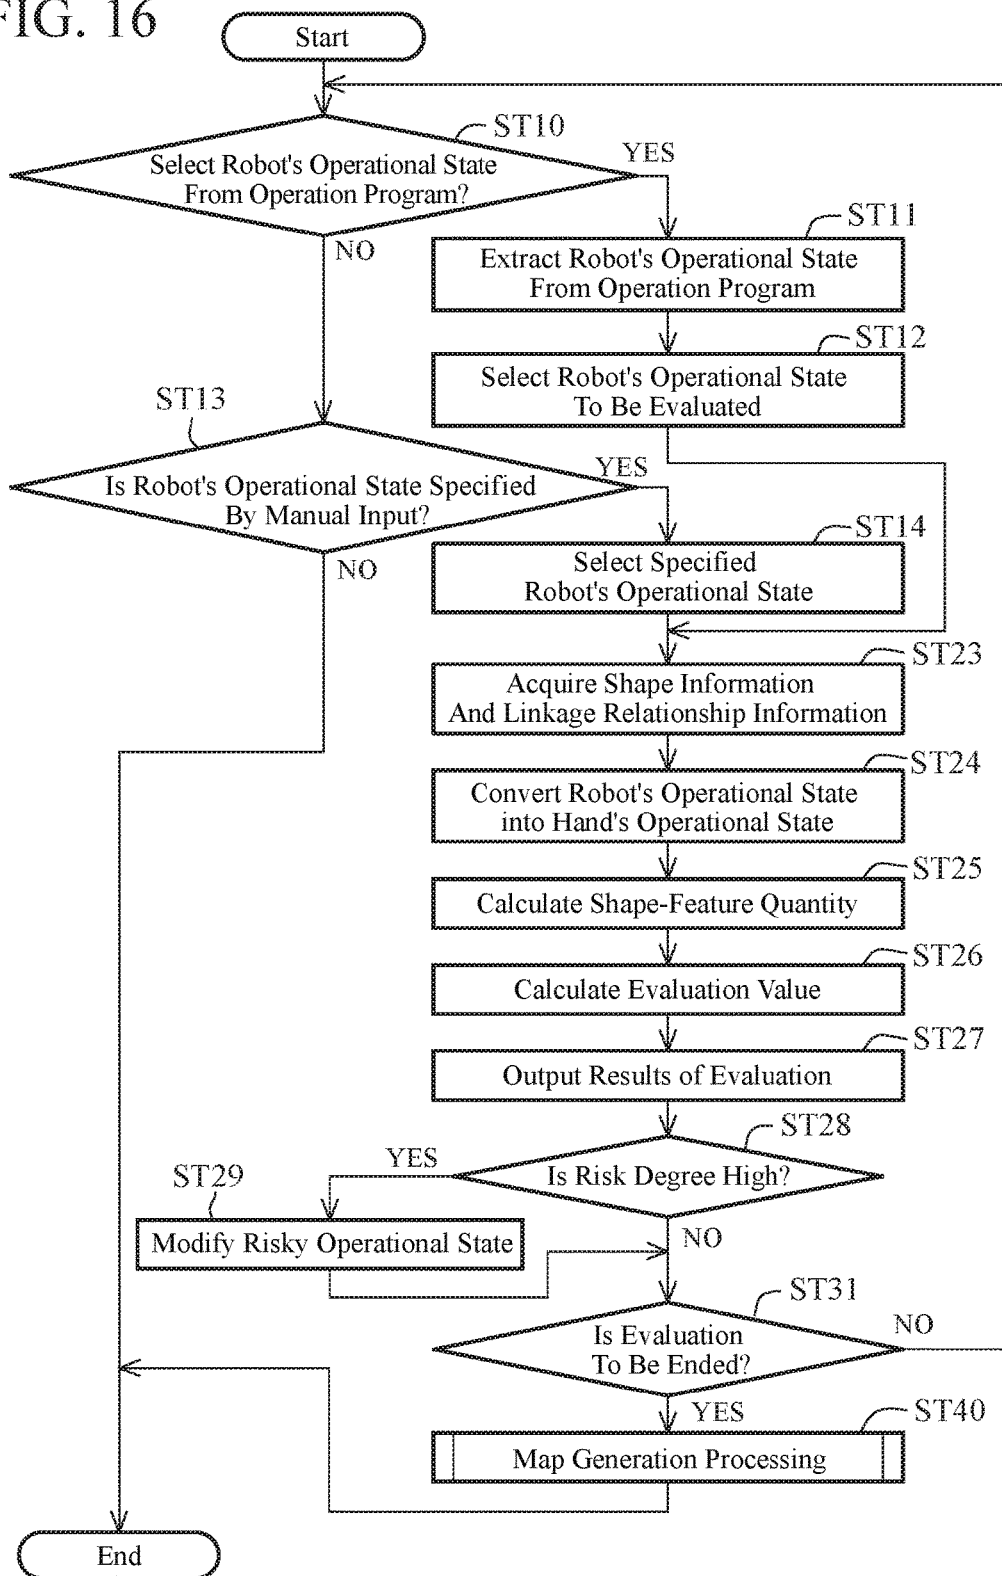 FIG. 16
Start
ST10
Select Robot's Operational State
From Operation Program?
YES
NO
ST11
Extract Robot's Operational State
From Operation Program
ST12
Select Robot's Operational State
To Be Evaluated
ST13
Is Robot's Operational State Specified
By Manual Input?
YES
NO
ST14
Select Specified
Robot's Operational State
ST23
Acquire Shape Information
And Linkage Relationship Information
ST24
Convert Robot's Operational State
into Hand's Operational State
ST25
Calculate Shape-Feature Quantity
ST26
Calculate Evaluation Value
ST27
Output Results of Evaluation
ST28
Is Risk Degree High?
YES
NO
ST29
Modify Risky Operational State
ST31
Is Evaluation
To Be Ended?
NO
YES
ST40
Map Generation Processing
End